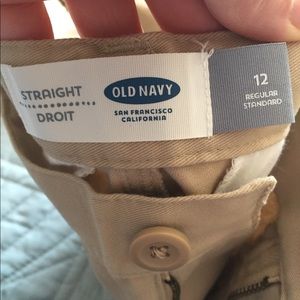 STRAIGHT
DROIT
OLD NAVY
SAN FRANCISCO
CALIFORNIA
12
REGULAR
STANDARD